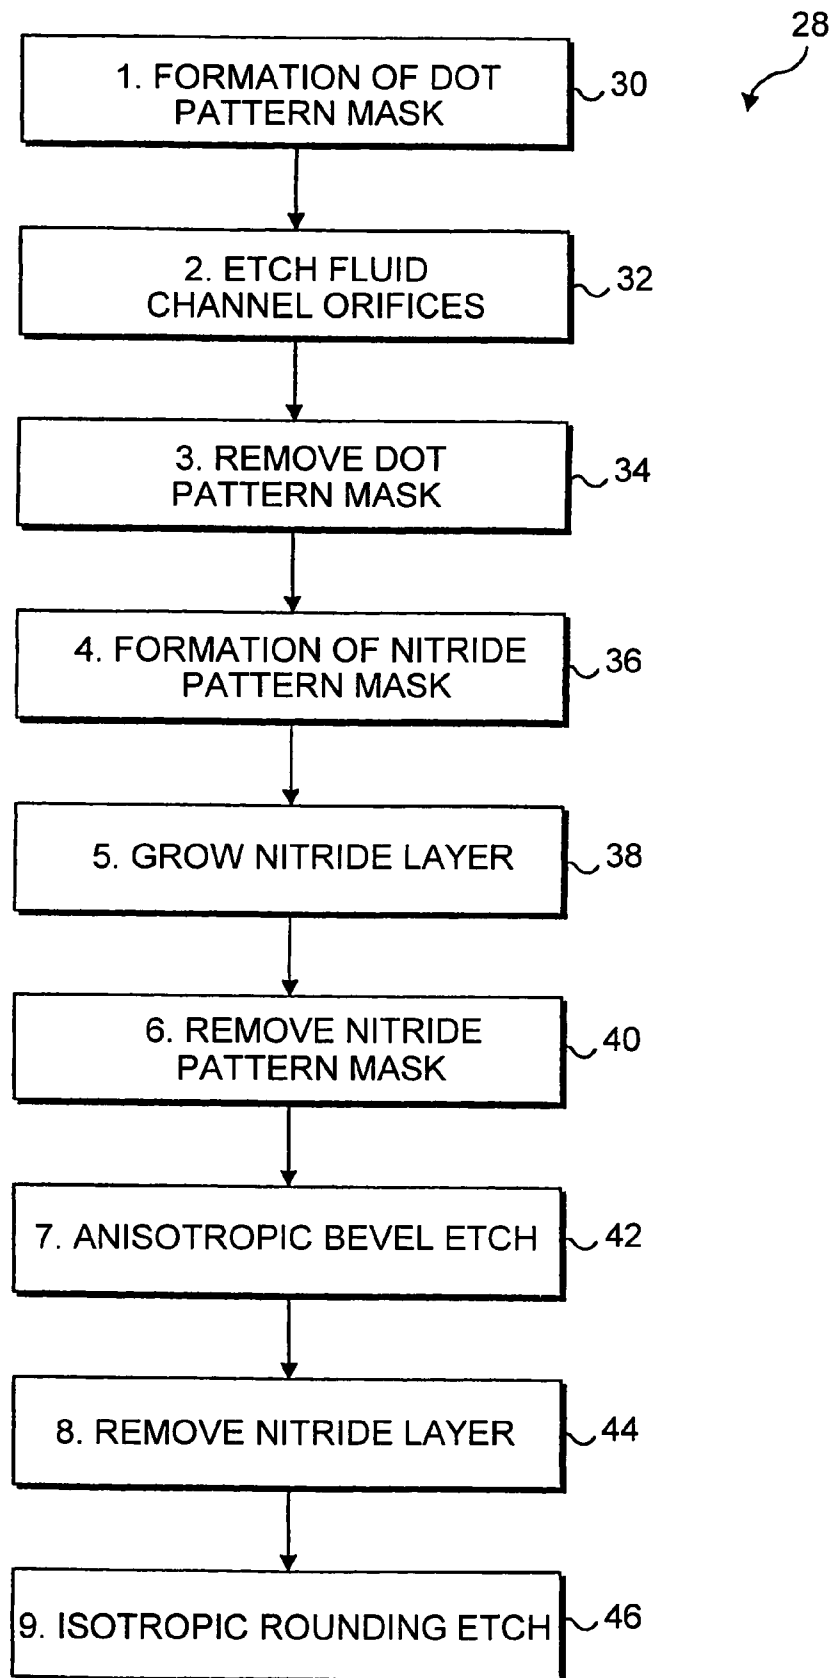 28
1. FORMATION OF DOT
PATTERN MASK
30
2. ETCH FLUID
CHANNEL ORIFICES
32
3. REMOVE DOT
PATTERN MASK
34
4. FORMATION OF NITRIDE
PATTERN MASK
36
5. GROW NITRIDE LAYER
38
6. REMOVE NITRIDE
PATTERN MASK
40
7. ANISOTROPIC BEVEL ETCH
42
8. REMOVE NITRIDE LAYER
44
9. ISOTROPIC ROUNDING ETCH
46